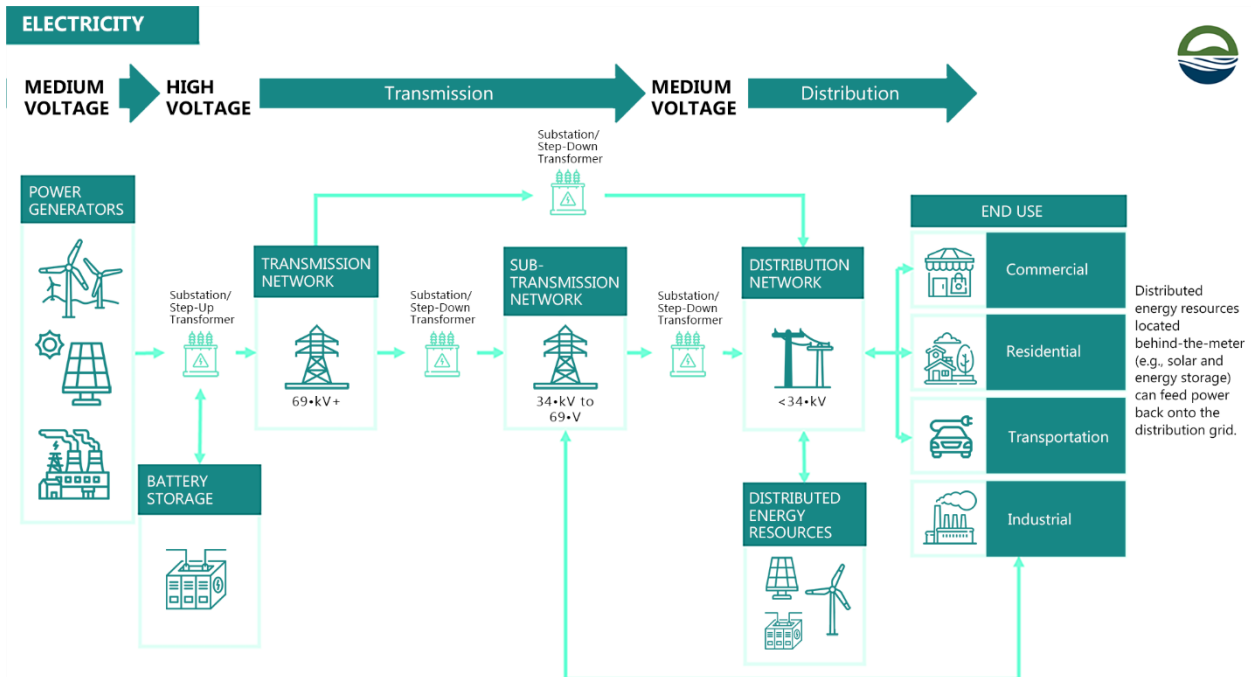 ELECTRICITY
MEDIUM
VOLTAGE
HIGH
VOLTAGE
Transmission
MEDIUM
VOLTAGE
Distribution
Substation/
Step-Down
Transformer
POWER
GENERATORS
Substation/
Step-Up
Transformer
TRANSMISSION
NETWORK
69•kV+
Substation/
Step-Down
Transformer
SUB-
TRANSMISSION
NETWORK
34•kV to
69•V
Substation/
Step-Down
Transformer
DISTRIBUTION
NETWORK
<34•kV
END USE
Commercial
Residential
Transportation
Industrial
Distributed
energy resources
located
behind-the-meter
(e.g., solar and
energy storage)
can feed power
back onto the
distribution grid.
BATTERY
STORAGE
DISTRIBUTED
ENERGY
RESOURCES